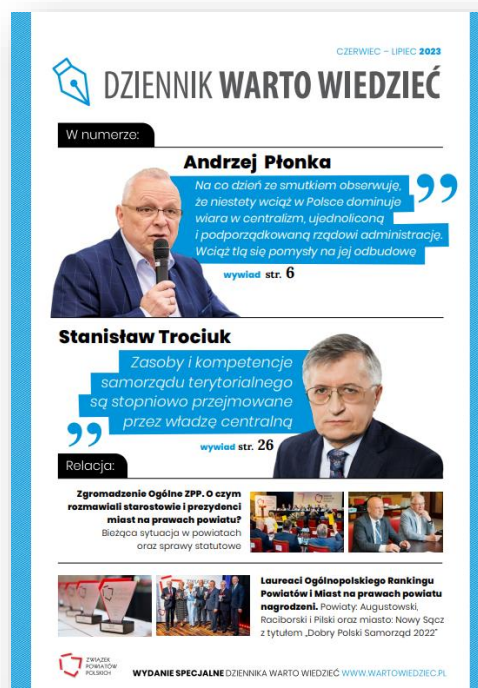 CZERWIEC – LIPIEC 2023
DZIENNIK WARTO WIEDZIEĆ
W numerze:
Andrzej Płonka
Na co dzień ze smutkiem obserwuję,
że niestety wciąż w Polsce dominuje
wiara w centralizm, ujednoliconą
i podporządkowaną rządowi administrację.
Wciąż tlą się pomysły na jej odbudowę
wywiad str. 6
Stanisław Trociuk
Zasoby i kompetencje
samorządu terytorialnego
są stopniowo przejmowane
przez władzę centralną
wywiad str. 26
Relacja:
Zgromadzenie Ogólne ZPP. O czym
rozmawiali starostowie i prezydenci
miast na prawach powiatu?
Bieżąca sytuacja w powiatach
oraz sprawy statutowe
Laureaci Ogólnopolskiego Rankingu
Powiatów i Miast na prawach powiatu
nagrodzeni. Powiaty: Augustowski,
Raciborski i Pilski oraz miasto: Nowy Sącz
z tytułem „Dobry Polski Samorząd 2022"
ZWIĄZEK
POWIATÓW
POLSKICH
WYDANIE SPECJALNE DZIENNIKA WARTO WIEDZIEĆ WWW.WARTOWIEDZIEC.PL